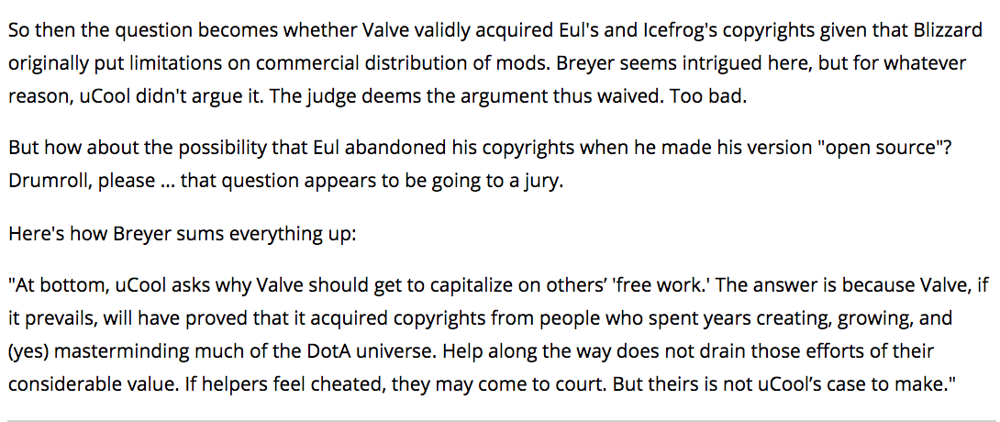 So then the question becomes whether Valve validly acquired Eul's and Icefrog's copyrights given that Blizzard
originally put limitations on commercial distribution of mods. Breyer seems intrigued here, but for whatever
reason, uCool didn't argue it. The judge deems the argument thus waived. Too bad.
But how about the possibility that Eul abandoned his copyrights when he made his version "open source"?
Drumroll, please ... that question appears to be going to a jury.
Here's how Breyer sums everything up:
"At bottom, uCool asks why Valve should get to capitalize on others’ 'free work.' The answer is because Valve, if
it prevails, will have proved that it acquired copyrights from people who spent years creating, growing, and
(yes) masterminding much of the DotA universe. Help along the way does not drain those efforts of their
considerable value. If helpers feel cheated, they may come to court. But theirs is not uCool’s case to make."